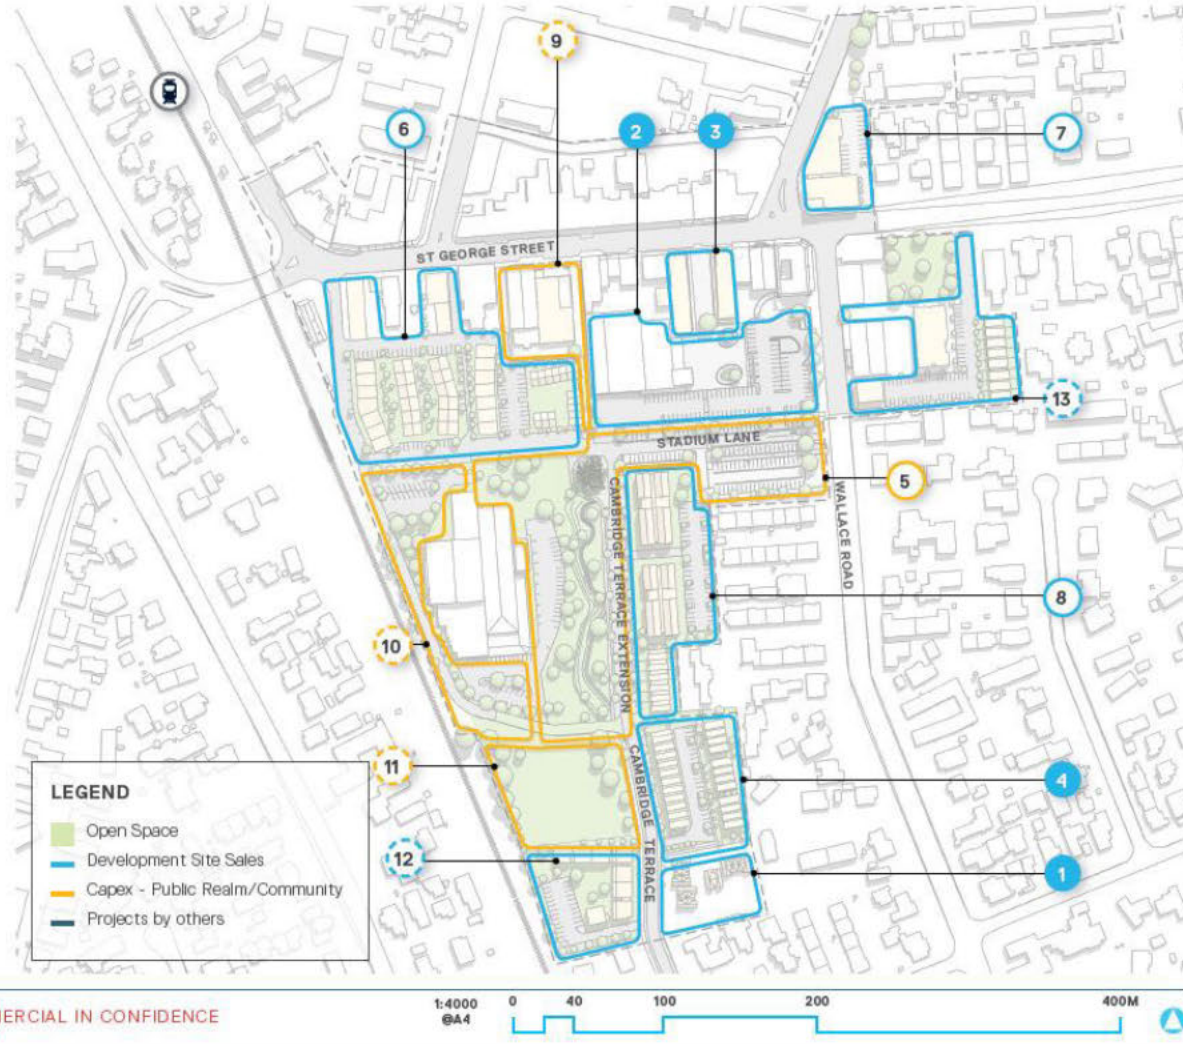 9
6
2
3
7
ST GEORGE STREET
13
STADIUM LANE
5
CAMBRIDGE TERRACE EXTENSION
WALLACE ROAD
8
10
11
CAMBRIDGE TERRACE
4
12
1
LEGEND
Open Space
Development Site Sales
Capex - Public Realm/Community
Projects by others
ERCIAL IN CONFIDENCE
1:4000
@A4
0 40 100 200 400M